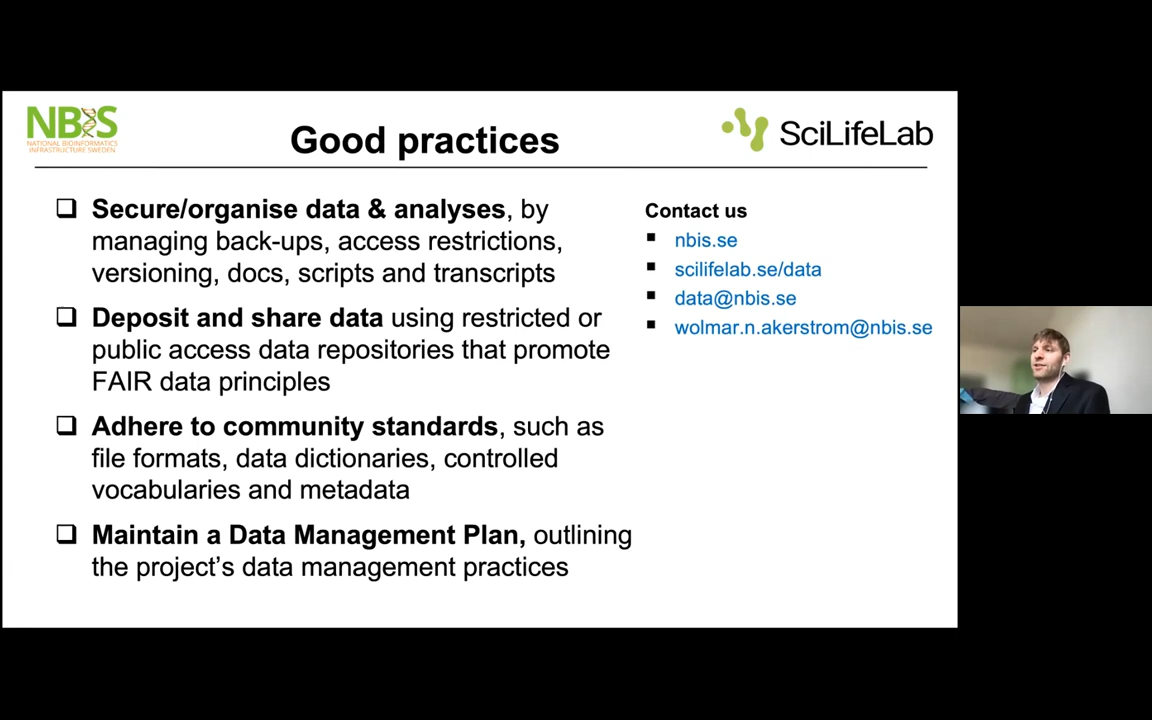 NBIS
NATIONAL BIOINFORMATICS
INFRASTRUCTURE SWEDEN
Good practices
SciLifeLab
Secure/organise data & analyses, by
managing back-ups, access restrictions,
versioning, docs, scripts and transcripts
Deposit and share data using restricted or
public access data repositories that promote
FAIR data principles
Adhere to community standards, such as
file formats, data dictionaries, controlled
vocabularies and metadata
Maintain a Data Management Plan, outlining
the project’s data management practices
Contact us
nbis.se
scilifelab.se/data
data@nbis.se
wolmar.n.akerstrom@nbis.se